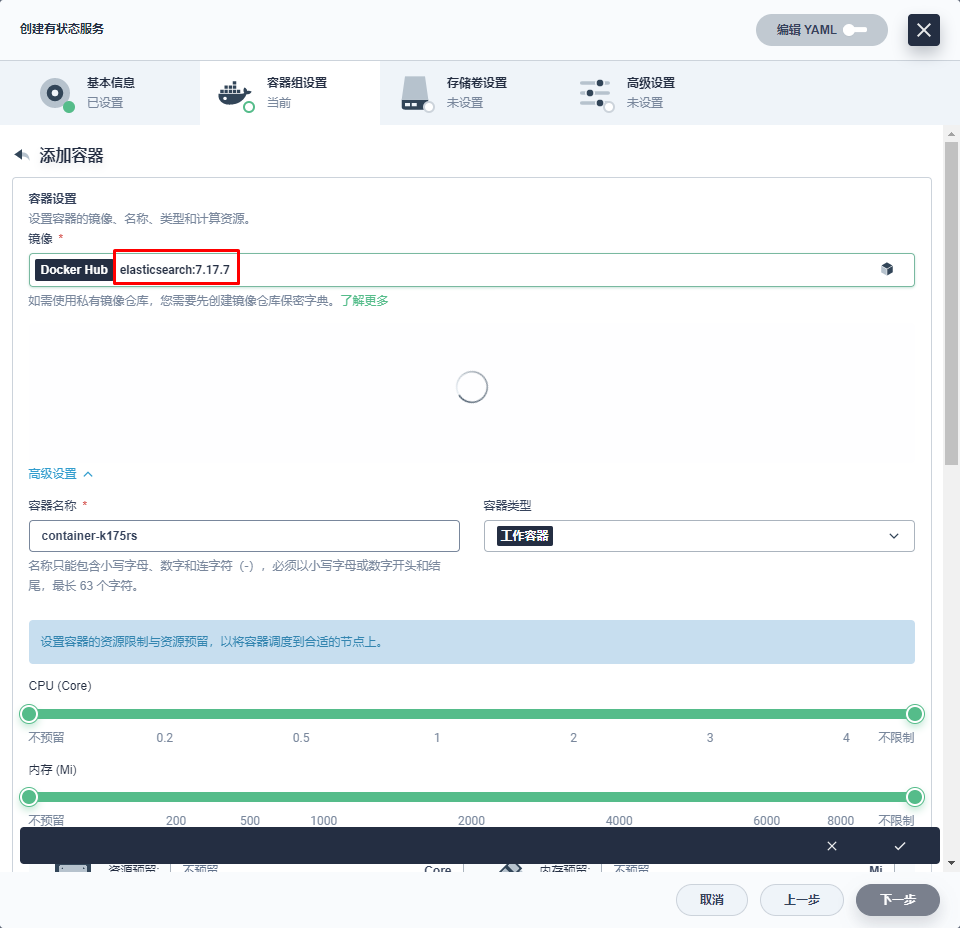 创建有状态服务
编辑 YAML
基本信息
已设置
容器组设置
当前
存储卷设置
未设置
高级设置
未设置
添加容器
容器设置
设置容器的镜像、名称、类型和计算资源。
镜像 *
Docker Hub elasticsearch:7.17.7
如需使用私有镜像仓库，您需要先创建镜像仓库保密字典。了解更多
高级设置
容器名称 *
container-k175rs
名称只能包含小写字母、数字和连字符（-），必须以小写字母或数字开头和结
尾，最长 63 个字符。
容器类型
工作容器
设置容器的资源限制与资源预留，以将容器调度到合适的节点上。
CPU (Core)
不预留 0.2 0.5 1 2 3 4 不限制
内存 (Mi)
不预留 200 500 1000 2000 4000 6000 8000 不限制
资源预留: 不预留 Core 内存预留: 不预留 Mi
取消 上一步 下一步